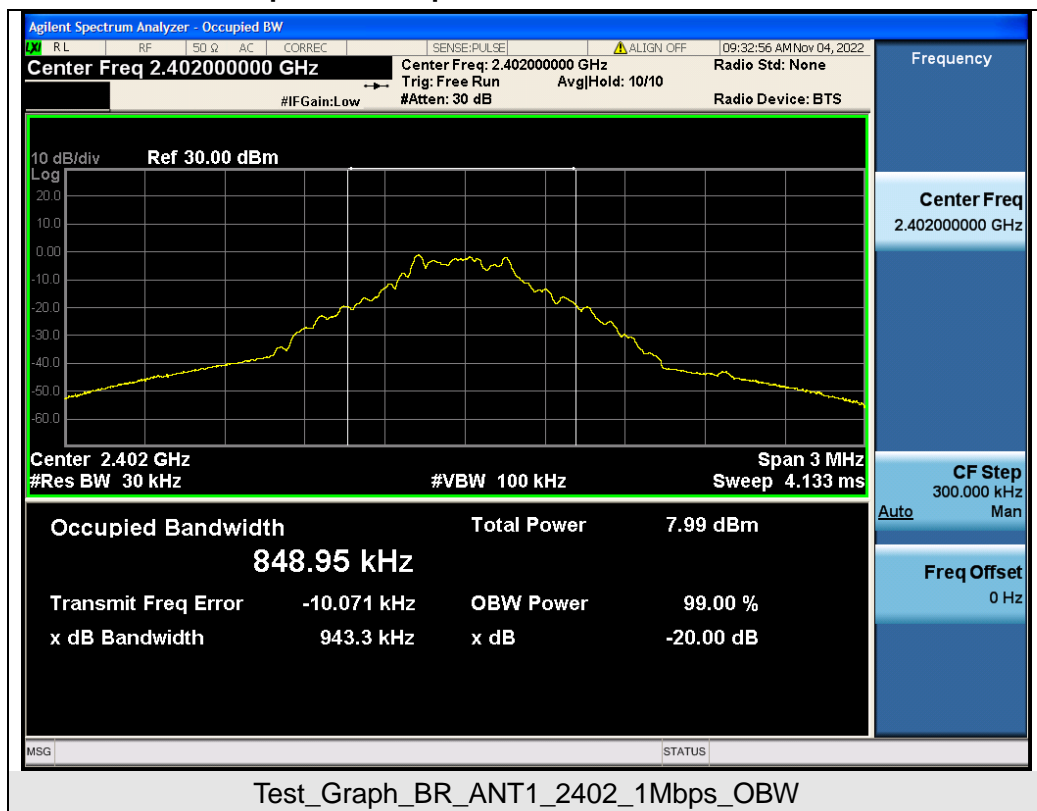 Agilent Spectrum Analyzer - Occupied BW
LXI RL RF 50 Ω AC CORREC SENSE:PULSE ALIGN OFF 09:32:56 AM Nov 04, 2022
Center Freq 2.402000000 GHz
Center Freq: 2.402000000 GHz
Radio Std: None
Trig: Free Run Avg|Hold: 10/10
#IFGain:Low #Atten: 30 dB
Radio Device: BTS
10 dB/div Ref 30.00 dBm
Log
20.0
10.0
0.00
-10.0
-20.0
-30.0
-40.0
-50.0
-60.0
Center 2.402 GHz Span 3 MHz
#Res BW 30 kHz #VBW 100 kHz Sweep 4.133 ms
Occupied Bandwidth Total Power 7.99 dBm
848.95 kHz
Transmit Freq Error -10.071 kHz OBW Power 99.00 %
x dB Bandwidth 943.3 kHz x dB -20.00 dB
Frequency
Center Freq
2.402000000 GHz
CF Step
300.000 kHz
Auto Man
Freq Offset
0 Hz
MSG STATUS
Test_Graph_BR_ANT1_2402_1Mbps_OBW